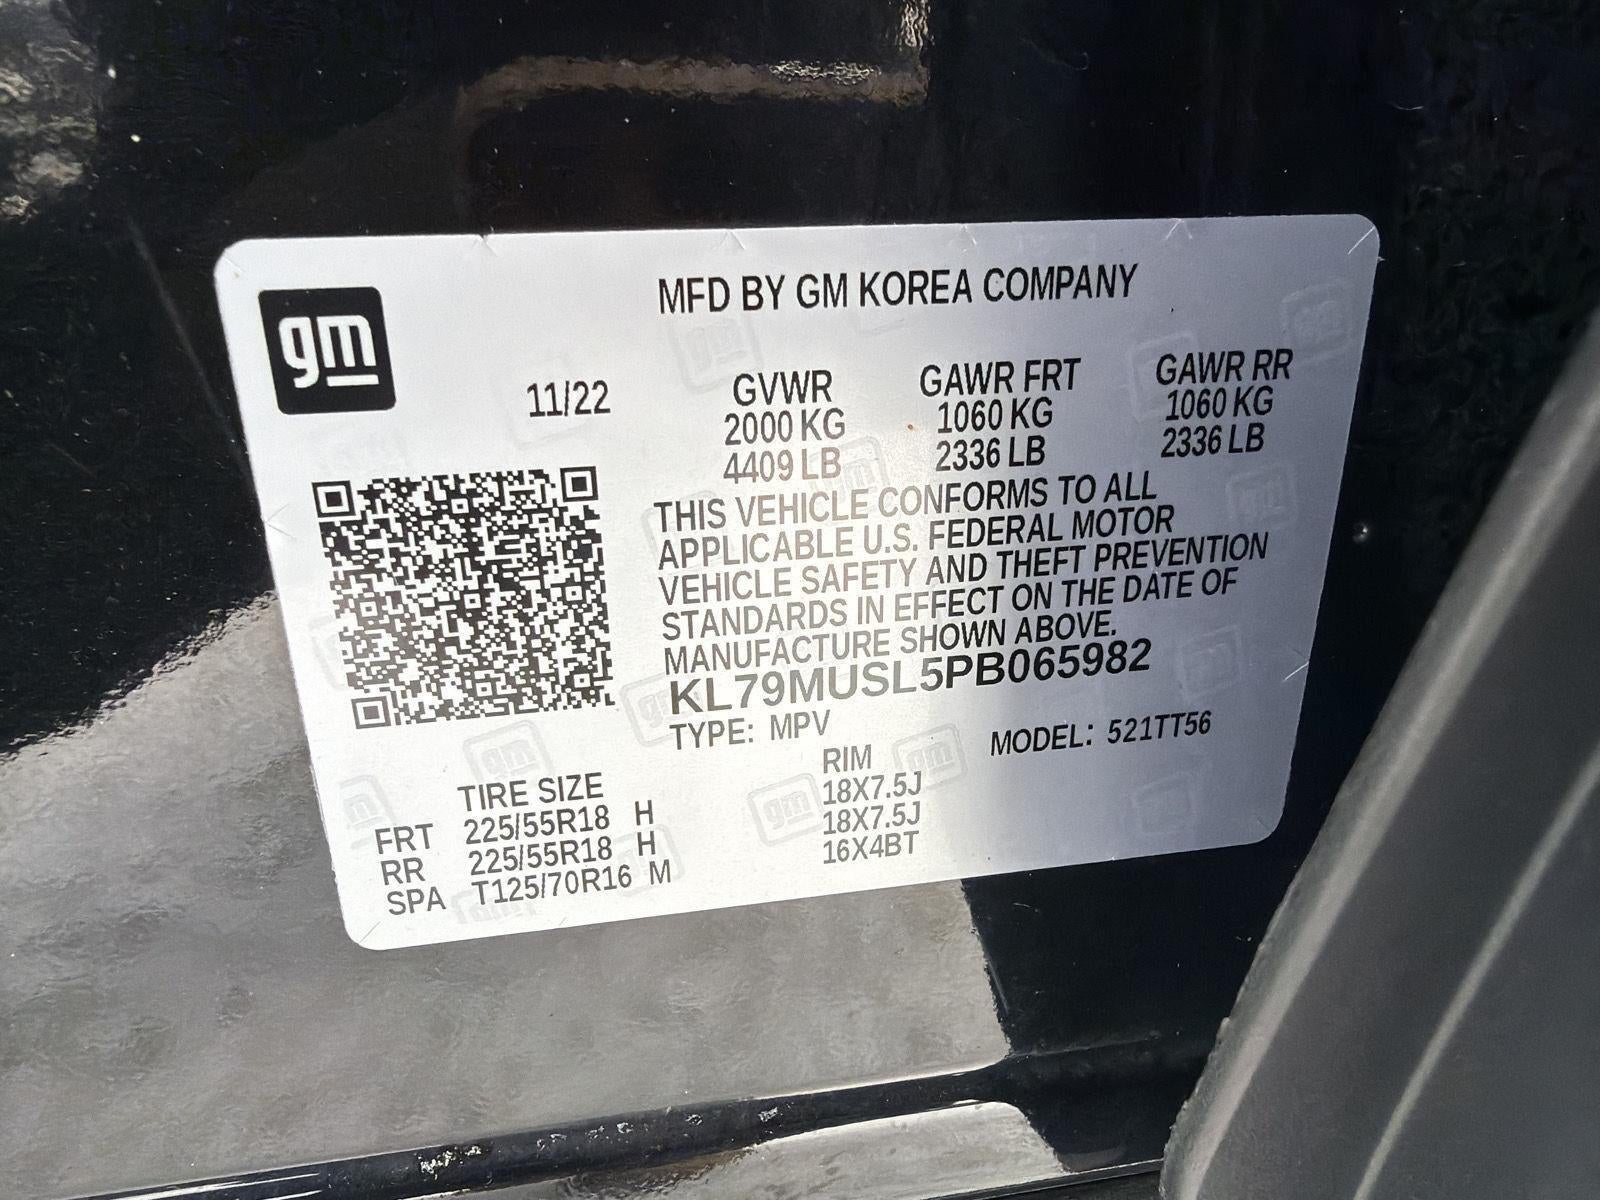 gm
MFD BY GM KOREA COMPANY
11/22
GVWR GAWR FRT GAWR RR
2000 KG 1060 KG 1060 KG
4409 LB 2336 LB 2336 LB
THIS VEHICLE CONFORMS TO ALL
APPLICABLE U.S. FEDERAL MOTOR
VEHICLE SAFETY AND THEFT PREVENTION
STANDARDS IN EFFECT ON THE DATE OF
MANUFACTURE SHOWN ABOVE.
KL79MUSL5PB065982
TYPE: MPV MODEL: 521TT56
TIRE SIZE RIM
FRT 225/55R18 H 18X7.5J
RR 225/55R18 H 18X7.5J
SPA T125/70R16 M 16X4BT